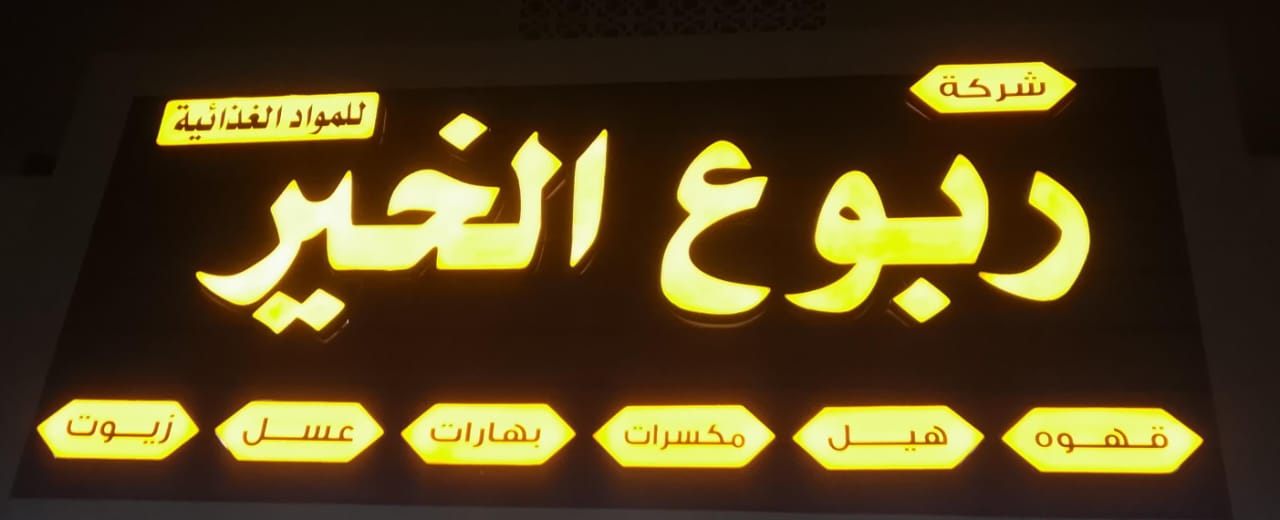 شركة
ربوع الخير
للمواد الغذائية
قهوه هيل مكسرات بهارات عسل زيوت